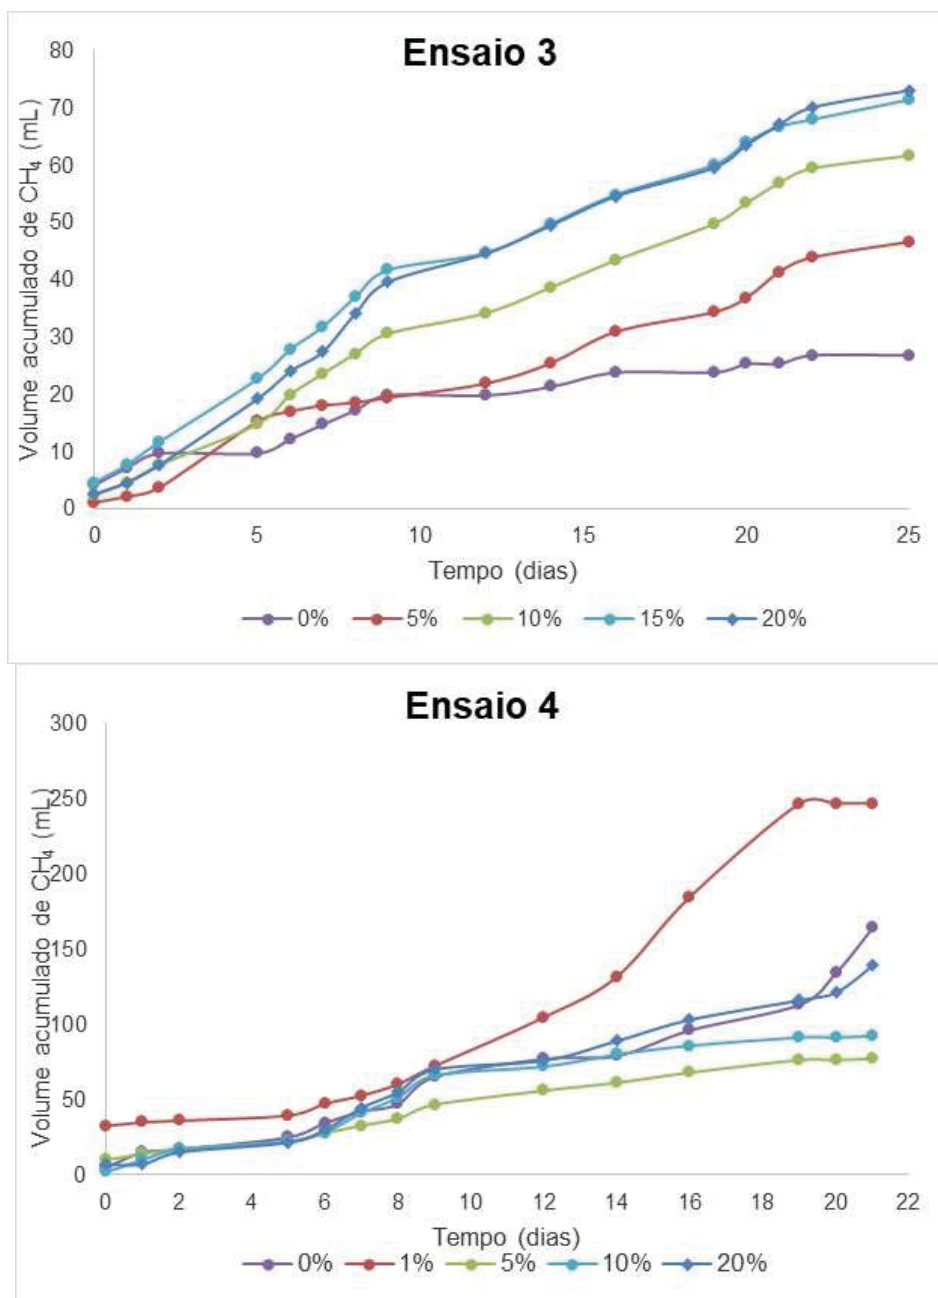 Ensaio 3
Volume acumulado de CH₄ (mL)
80
70
60
50
40
30
20
10
0
0 5 10 15 20 25
Tempo (dias)
0% 5% 10% 15% 20%
Ensaio 4
Volume acumulado de CH₄ (mL)
300
250
200
150
100
50
0
0 2 4 6 8 10 12 14 16 18 20 22
Tempo (dias)
0% 1% 5% 10% 20%